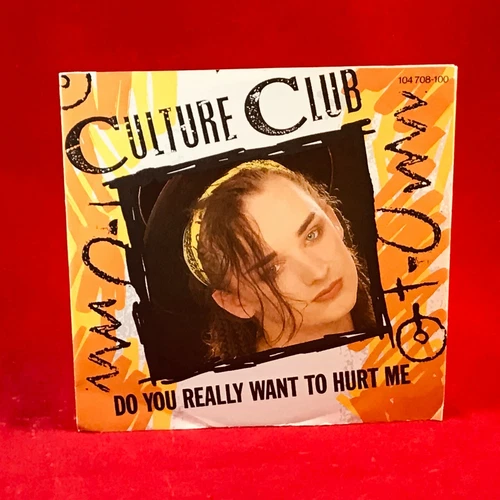 104 708-100
CULTURE CLUB
DO YOU REALLY WANT TO HURT ME